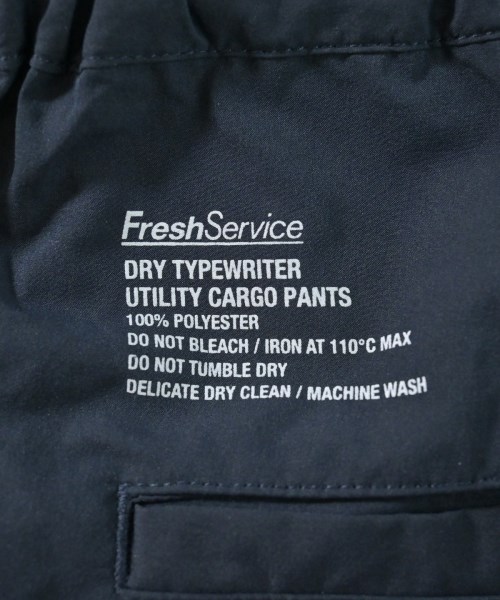 FreshService
DRY TYPEWRITER
UTILITY CARGO PANTS
100% POLYESTER
DO NOT BLEACH / IRON AT 110°C MAX
DO NOT TUMBLE DRY
DELICATE DRY CLEAN / MACHINE WASH